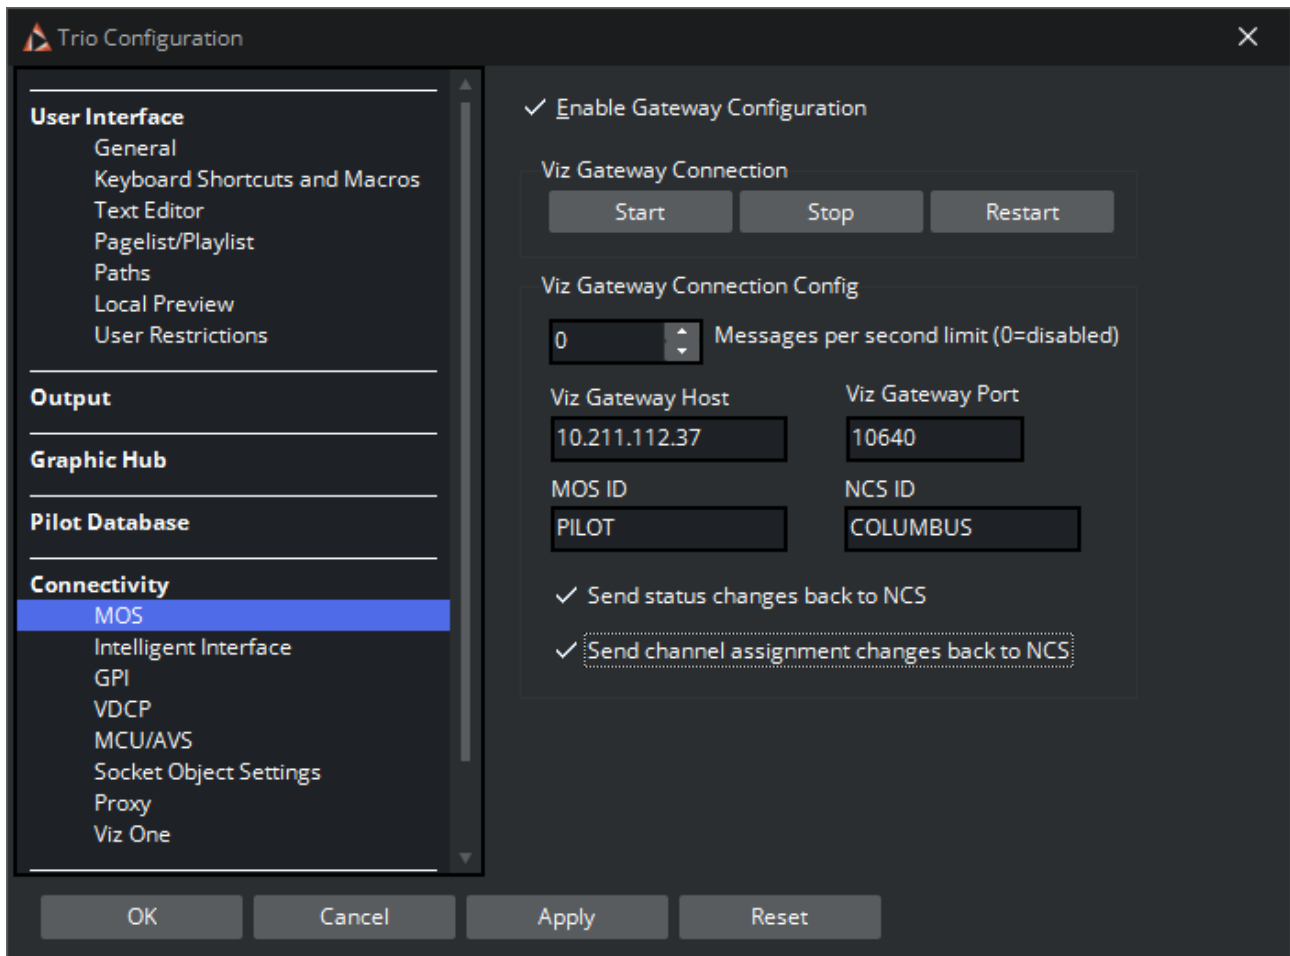 Trio Configuration
User Interface
General
Keyboard Shortcuts and Macros
Text Editor
Pagelist/Playlist
Paths
Local Preview
User Restrictions
Output
Graphic Hub
Pilot Database
Connectivity
MOS
Intelligent Interface
GPI
VDCP
MCU/AVS
Socket Object Settings
Proxy
Viz One
Enable Gateway Configuration
Viz Gateway Connection
Start Stop Restart
Viz Gateway Connection Config
0 Messages per second limit (0=disabled)
Viz Gateway Host Viz Gateway Port
10.211.112.37 10640
MOS ID NCS ID
PILOT COLUMBUS
Send status changes back to NCS
Send channel assignment changes back to NCS
OK Cancel Apply Reset